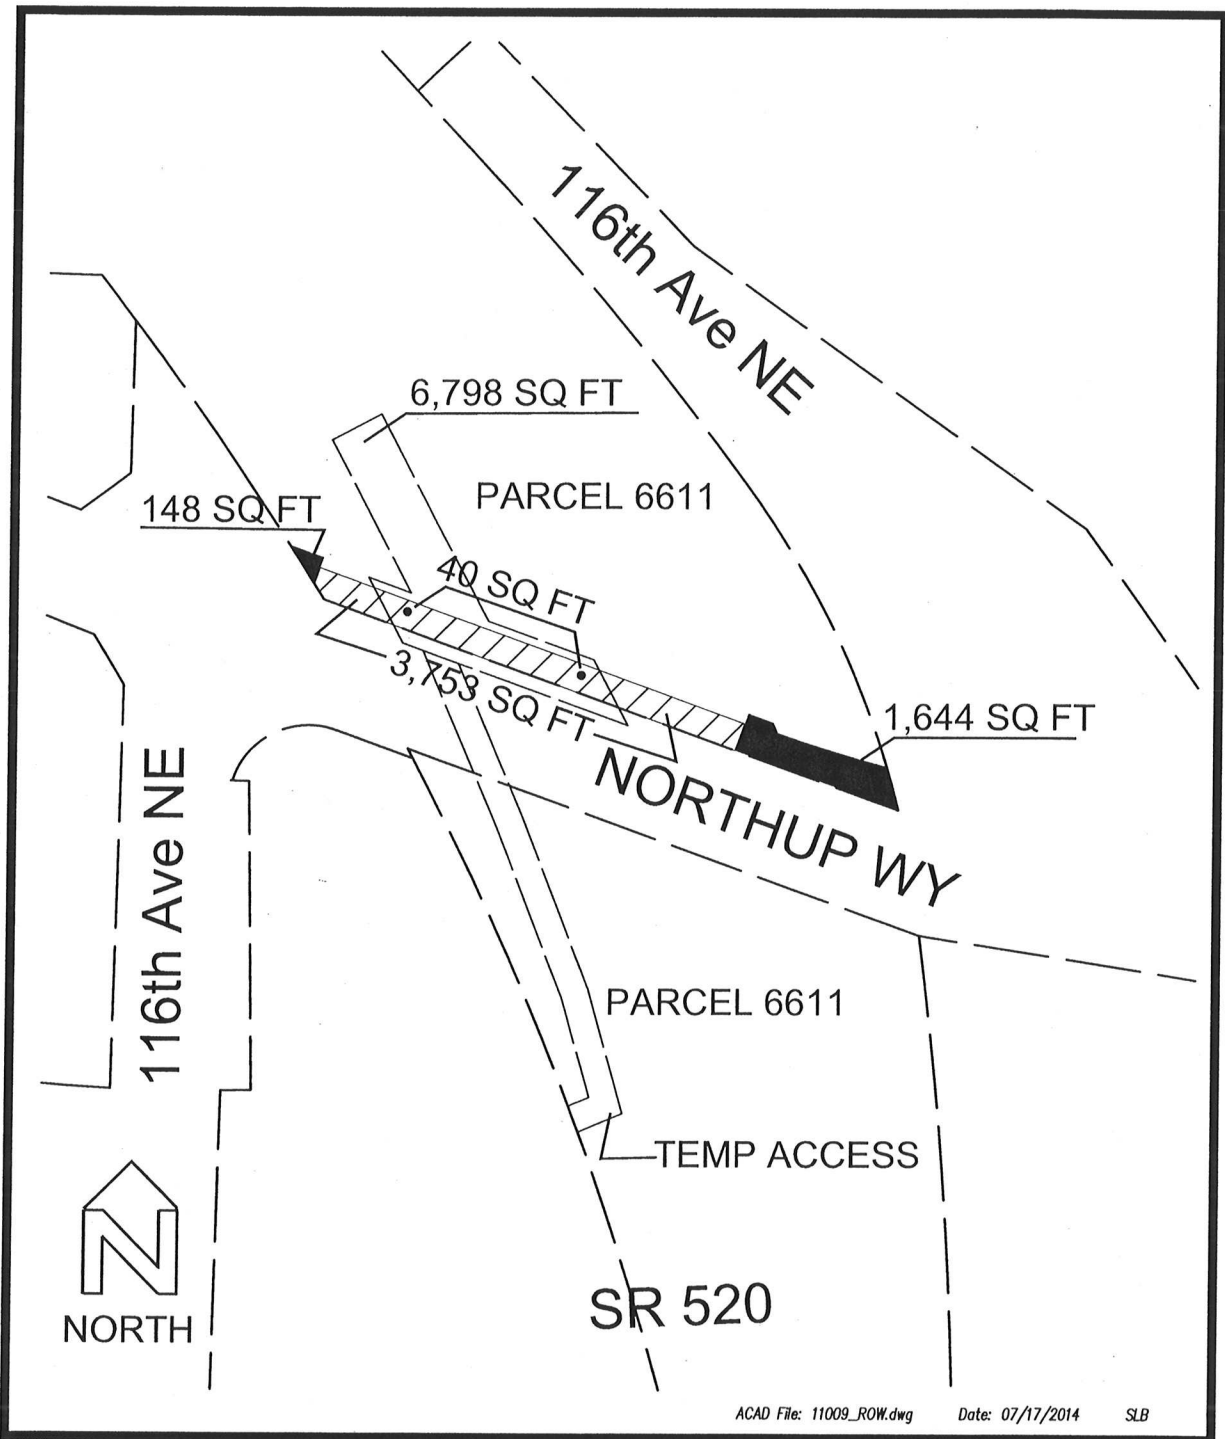 116th Ave NE
6,798 SQ FT
PARCEL 6611
148 SQ FT
40 SQ FT
3,753 SQ FT
1,644 SQ FT
NORTHUP WY
116th Ave NE
PARCEL 6611
TEMP ACCESS
N
NORTH
SR 520
ACAD File: 11009_ROW.dwg Date: 07/17/2014 SLB